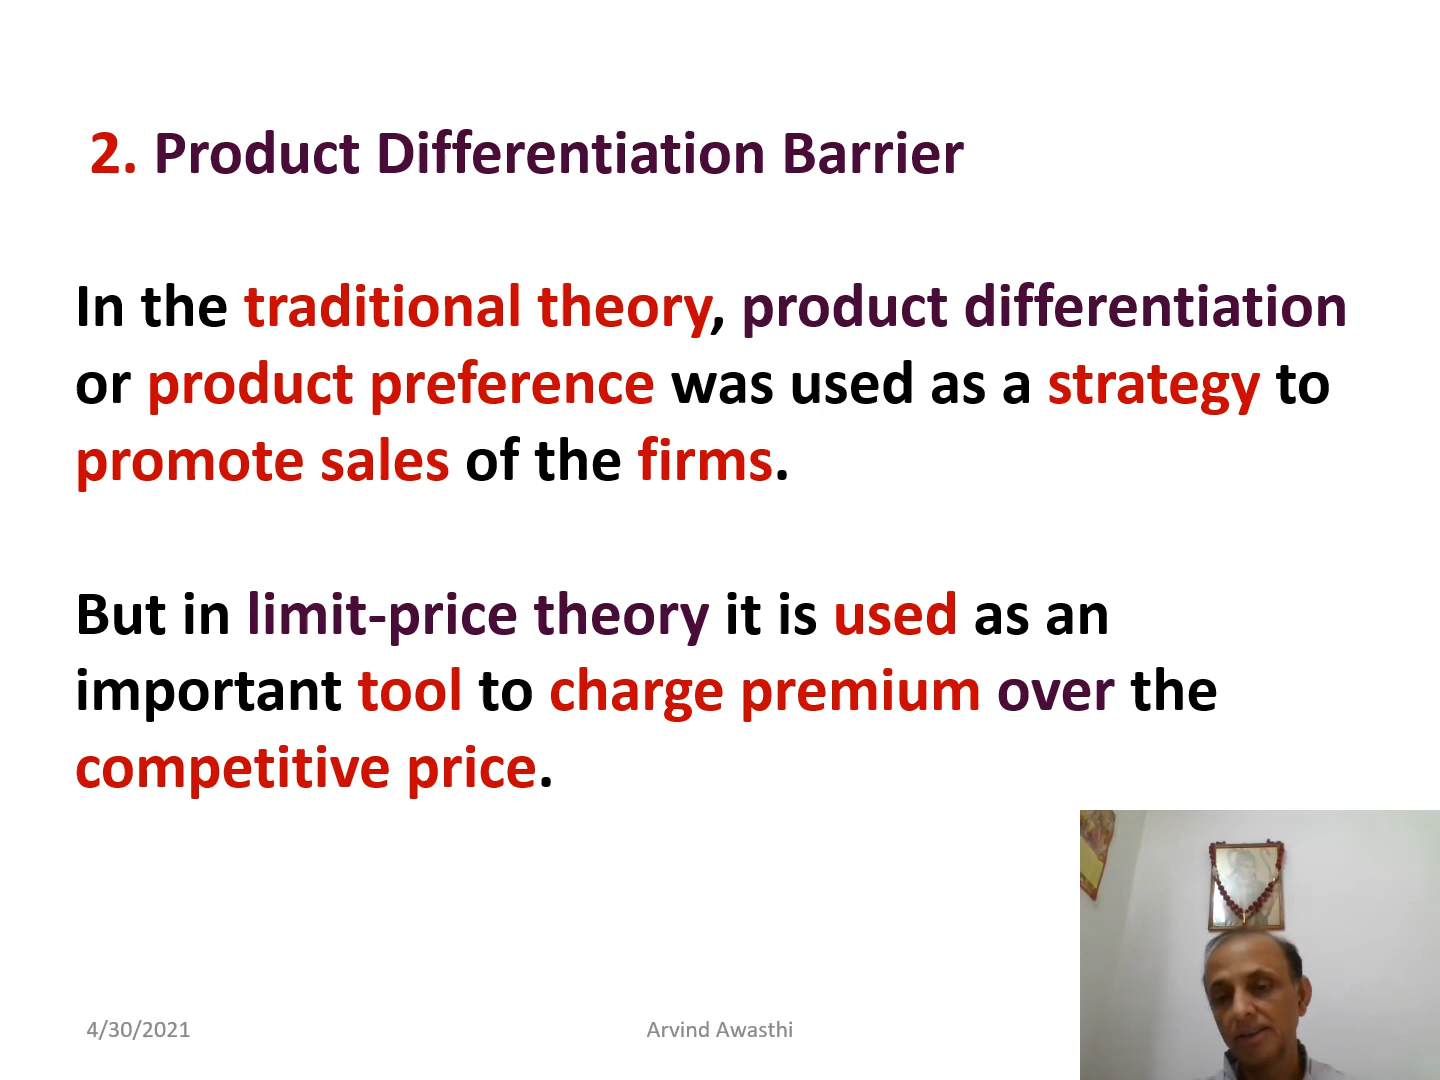 2. Product Differentiation Barrier
In the traditional theory, product differentiation
or product preference was used as a strategy to
promote sales of the firms.
But in limit-price theory it is used as an
important tool to charge premium over the
competitive price.
4/30/2021
Arvind Awasthi